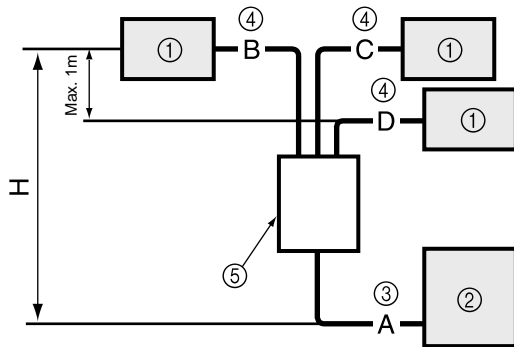 ④ ④
① B C ①
Max. 1m
④
D ①
H
⑤
③ ②
A